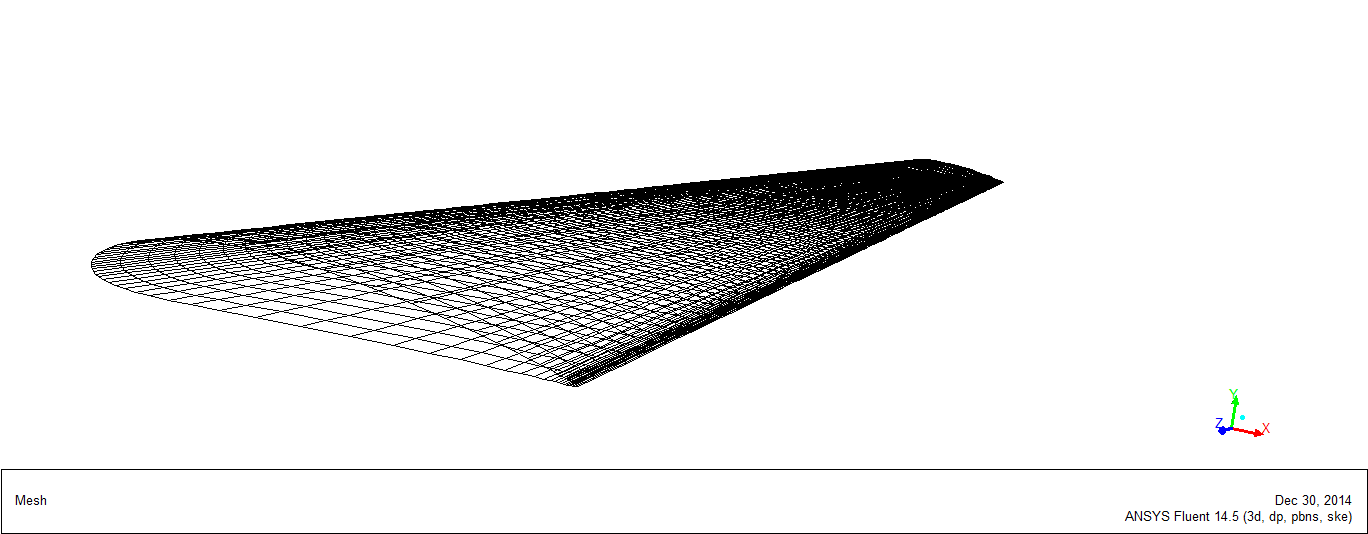 Y
Z
X
Mesh
Dec 30, 2014
ANSYS Fluent 14.5 (3d, dp, pbns, ske)